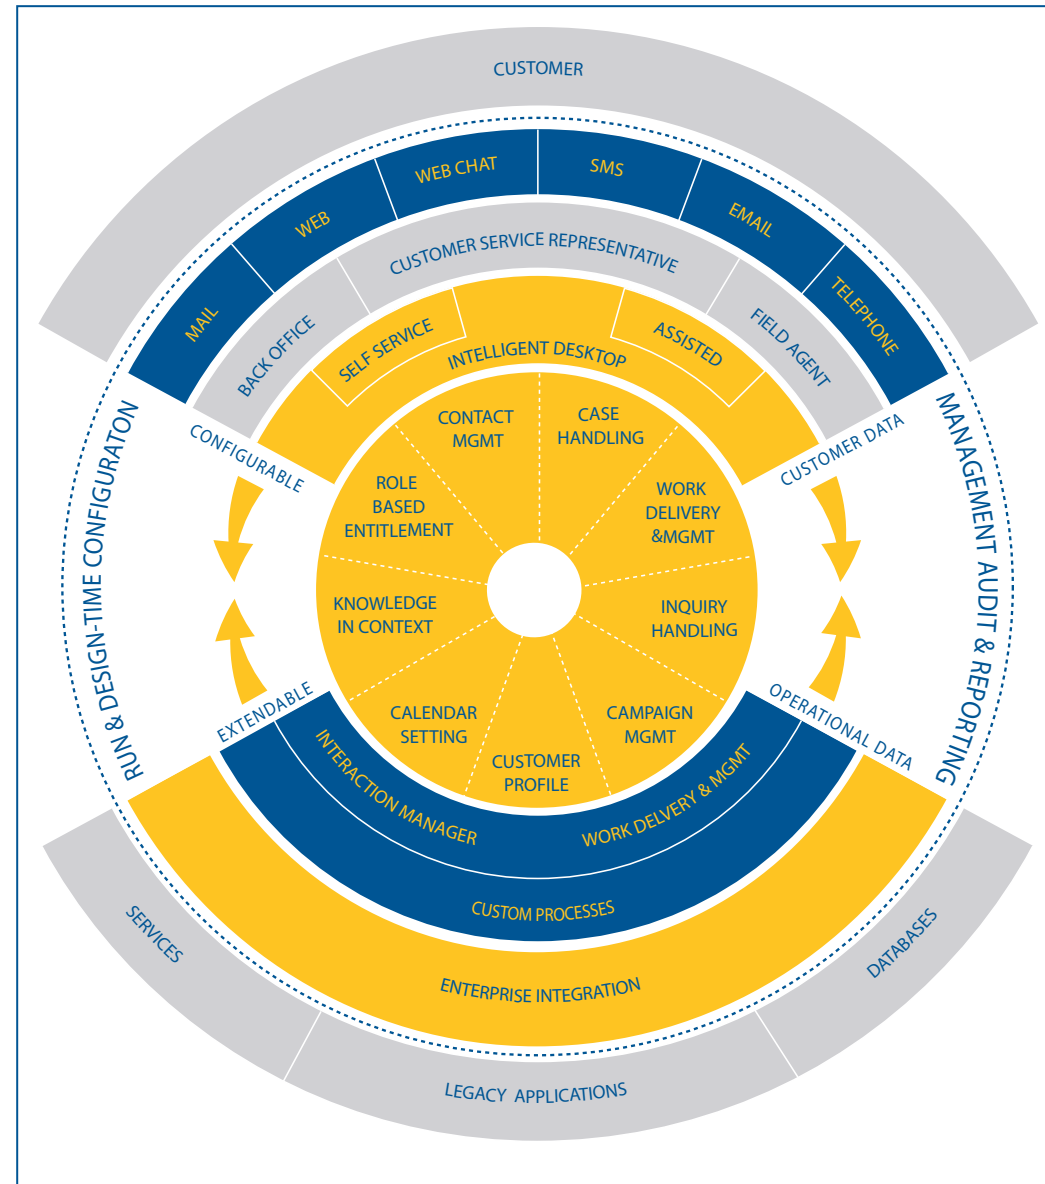 CUSTOMER
MAIL
WEB
WEB CHAT
SMS
EMAIL
TELEPHONE
BACK OFFICE
CUSTOMER SERVICE REPRESENTATIVE
FIELD AGENT
SELF SERVICE
INTELLIGENT DESKTOP
ASSISTED
CONFIGURABLE
CUSTOMER DATA
RUN & DESIGN-TIME CONFIGURATON
MANAGEMENT AUDIT & REPORTING
CONTACT
MGMT
CASE
HANDLING
ROLE
BASED
ENTITLEMENT
WORK
DELIVERY
&MGMT
KNOWLEDGE
IN CONTEXT
INQUIRY
HANDLING
CALENDAR
SETTING
CUSTOMER
PROFILE
CAMPAIGN
MGMT
EXTENDABLE
OPERATIONAL DATA
INTERACTION MANAGER
WORK DELVERY & MGMT
CUSTOM PROCESSES
ENTERPRISE INTEGRATION
SERVICES
LEGACY APPLICATIONS
DATABASES